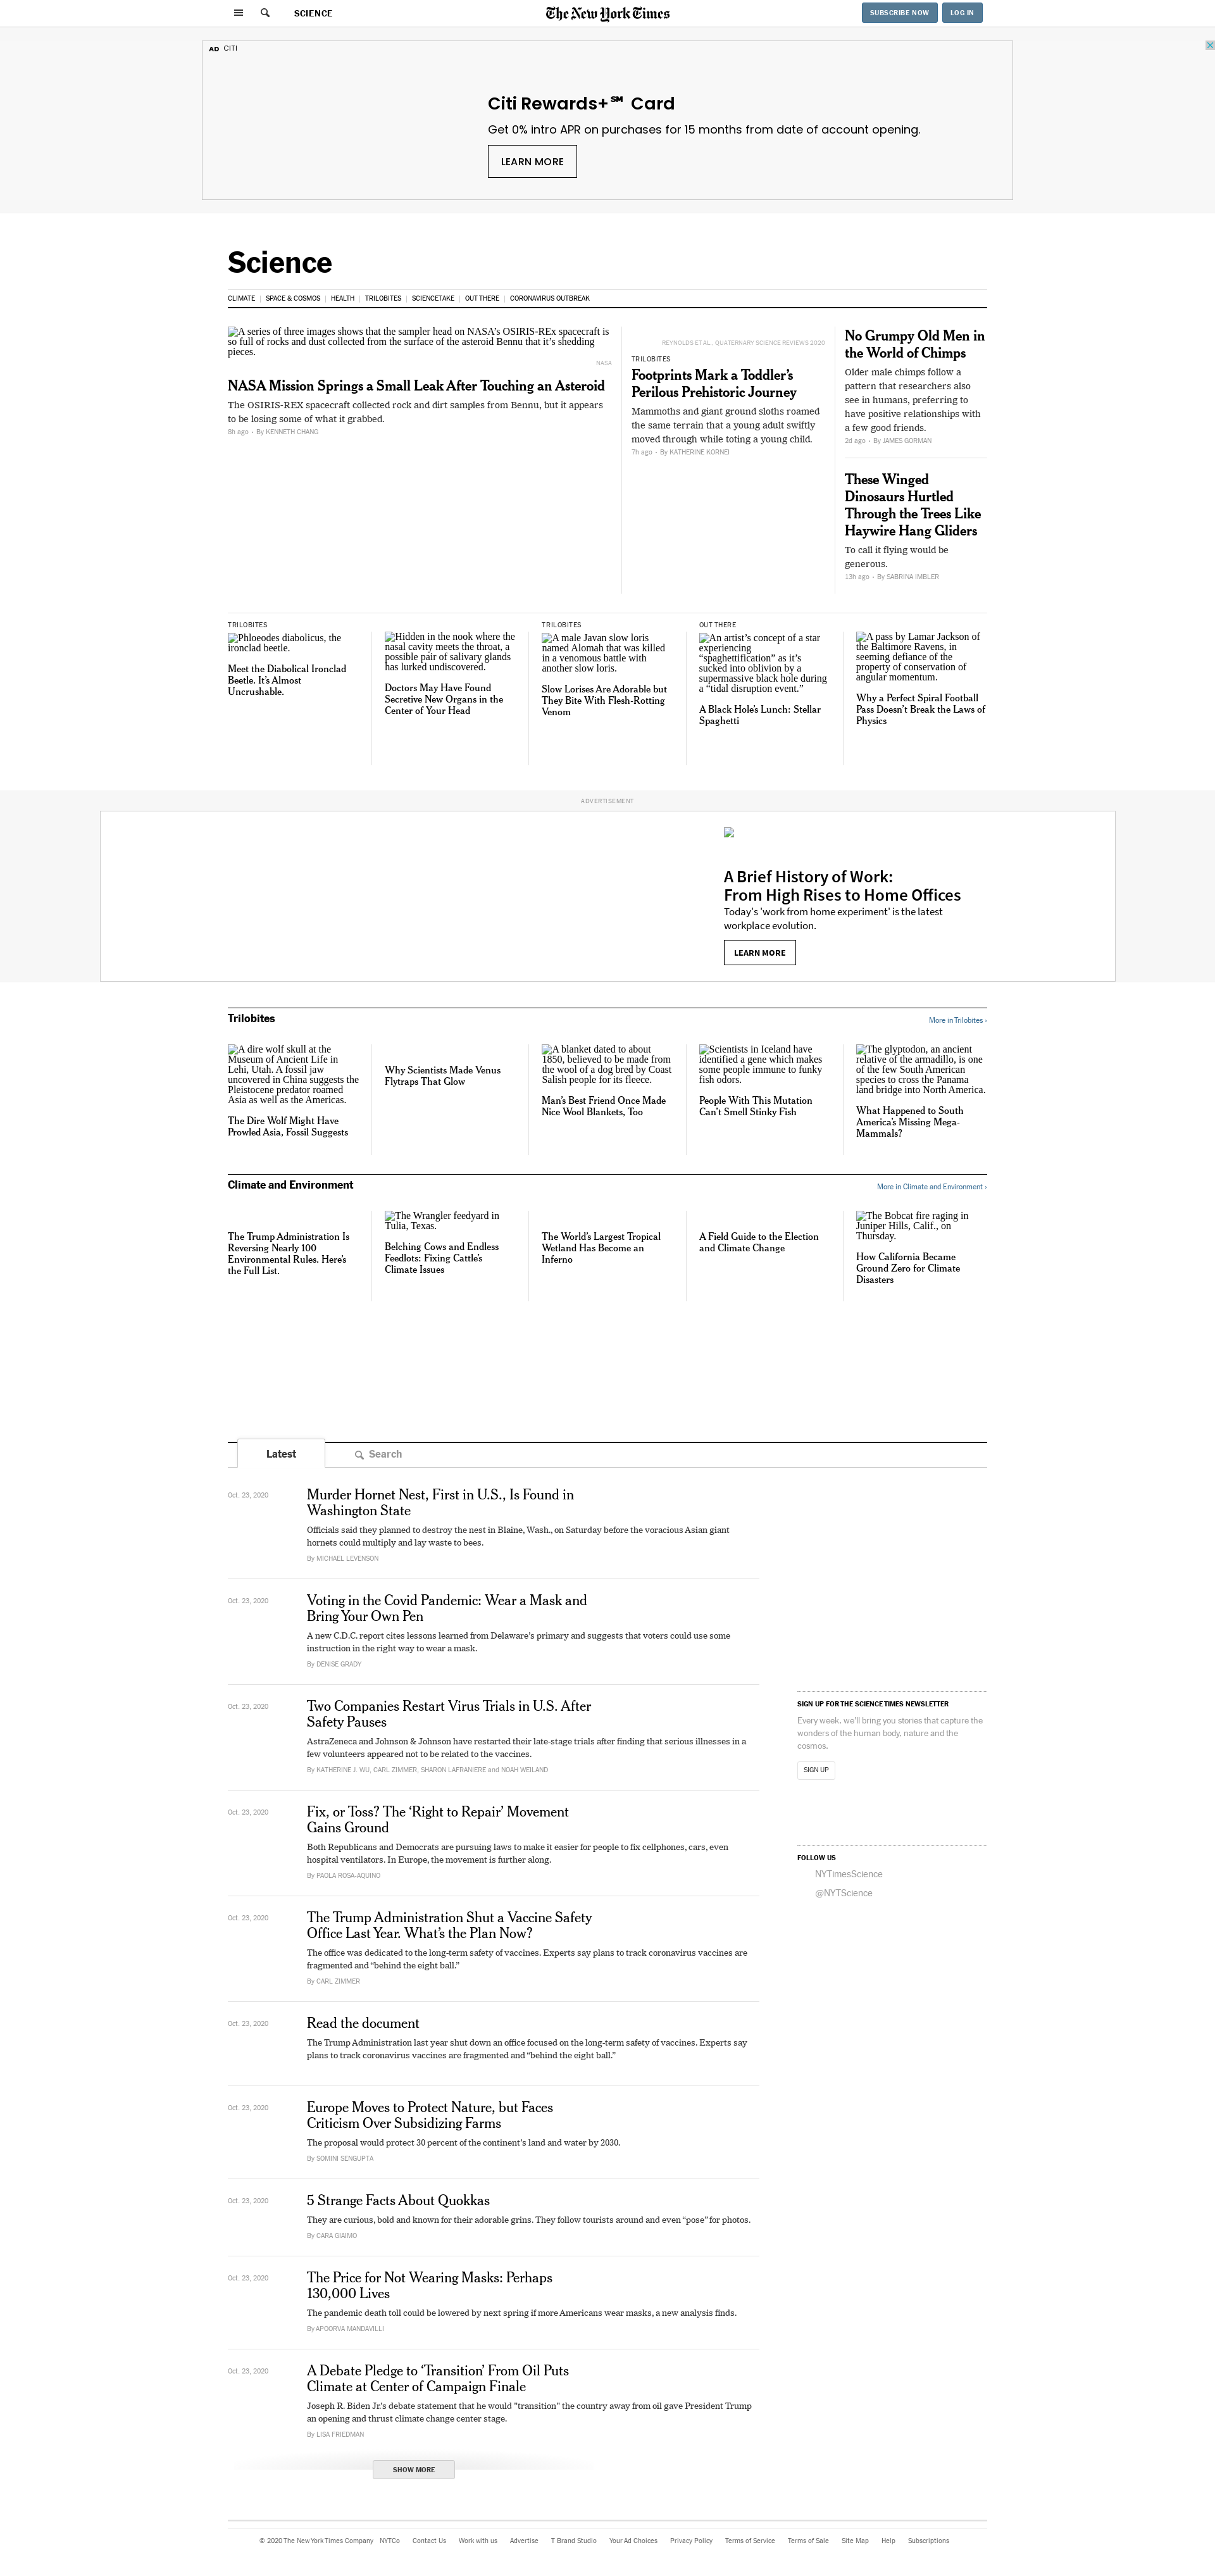 SCIENCE
The New York Times
SUBSCRIBE NOW
LOG IN
AD CITI
Citi Rewards+℠ Card
Get 0% intro APR on purchases for 15 months from date of account opening.
LEARN MORE
Science
CLIMATE
SPACE & COSMOS
HEALTH
TRILOBITES
SCIENCETAKE
OUT THERE
CORONAVIRUS OUTBREAK
A series of three images shows that the sampler head on NASA's OSIRIS-REx spacecraft is
so full of rocks and dust collected from the surface of the asteroid Bennu that it's shedding
pieces.
NASA
NASA Mission Springs a Small Leak After Touching an Asteroid
The OSIRIS-REX spacecraft collected rock and dirt samples from Bennu, but it appears
to be losing some of what it grabbed.
8h ago • By KENNETH CHANG
REYNOLDS ET AL., QUATERNARY SCIENCE REVIEWS 2020
TRILOBITES
Footprints Mark a Toddler's
Perilous Prehistoric Journey
Mammoths and giant ground sloths roamed
the same terrain that a young adult swiftly
moved through while toting a young child.
7h ago • By KATHERINE KORNEI
No Grumpy Old Men in
the World of Chimps
Older male chimps follow a
pattern that researchers also
see in humans, preferring to
have positive relationships with
a few good friends.
2d ago • By JAMES GORMAN
These Winged
Dinosaurs Hurtled
Through the Trees Like
Haywire Hang Gliders
To call it flying would be
generous.
13h ago • By SABRINA IMBLER
TRILOBITES
Phloeodes diabolicus, the
ironclad beetle.
Meet the Diabolical Ironclad
Beetle. It's Almost
Uncrushable.
Hidden in the nook where the
nasal cavity meets the throat, a
possible pair of salivary glands
has lurked undiscovered.
Doctors May Have Found
Secretive New Organs in the
Center of Your Head
TRILOBITES
A male Javan slow loris
named Alomah that was killed
in a venomous battle with
another slow loris.
Slow Lorises Are Adorable but
They Bite With Flesh-Rotting
Venom
OUT THERE
An artist's concept of a star
experiencing
“spaghettification” as it's
sucked into oblivion by a
supermassive black hole during
a “tidal disruption event.”
A Black Hole's Lunch: Stellar
Spaghetti
A pass by Lamar Jackson of
the Baltimore Ravens, in
seeming defiance of the
property of conservation of
angular momentum.
Why a Perfect Spiral Football
Pass Doesn't Break the Laws of
Physics
ADVERTISEMENT
A Brief History of Work:
From High Rises to Home Offices
Today's 'work from home experiment' is the latest
workplace evolution.
LEARN MORE
Trilobites
More in Trilobites ›
A dire wolf skull at the
Museum of Ancient Life in
Lehi, Utah. A fossil jaw
uncovered in China suggests the
Pleistocene predator roamed
Asia as well as the Americas.
The Dire Wolf Might Have
Prowled Asia, Fossil Suggests
Why Scientists Made Venus
Flytraps That Glow
A blanket dated to about
1850, believed to be made from
the wool of a dog bred by Coast
Salish people for its fleece.
Man's Best Friend Once Made
Nice Wool Blankets, Too
Scientists in Iceland have
identified a gene which makes
some people immune to funky
fish odors.
People With This Mutation
Can't Smell Stinky Fish
The glyptodon, an ancient
relative of the armadillo, is one
of the few South American
species to cross the Panama
land bridge into North America.
What Happened to South
America's Missing Mega-
Mammals?
Climate and Environment
More in Climate and Environment ›
The Trump Administration Is
Reversing Nearly 100
Environmental Rules. Here's
the Full List.
The Wrangler feedyard in
Tulia, Texas.
Belching Cows and Endless
Feedlots: Fixing Cattle's
Climate Issues
The World's Largest Tropical
Wetland Has Become an
Inferno
A Field Guide to the Election
and Climate Change
The Bobcat fire raging in
Juniper Hills, Calif., on
Thursday.
How California Became
Ground Zero for Climate
Disasters
Latest
Search
Oct. 23, 2020
Murder Hornet Nest, First in U.S., Is Found in
Washington State
Officials said they planned to destroy the nest in Blaine, Wash., on Saturday before the voracious Asian giant
hornets could multiply and lay waste to bees.
By MICHAEL LEVENSON
Oct. 23, 2020
Voting in the Covid Pandemic: Wear a Mask and
Bring Your Own Pen
A new C.D.C. report cites lessons learned from Delaware's primary and suggests that voters could use some
instruction in the right way to wear a mask.
By DENISE GRADY
Oct. 23, 2020
Two Companies Restart Virus Trials in U.S. After
Safety Pauses
AstraZeneca and Johnson & Johnson have restarted their late-stage trials after finding that serious illnesses in a
few volunteers appeared not to be related to the vaccines.
By KATHERINE J. WU, CARL ZIMMER, SHARON LAFRANIERE and NOAH WEILAND
Oct. 23, 2020
Fix, or Toss? The ‘Right to Repair’ Movement
Gains Ground
Both Republicans and Democrats are pursuing laws to make it easier for people to fix cellphones, cars, even
hospital ventilators. In Europe, the movement is further along.
By PAOLA ROSA-AQUINO
Oct. 23, 2020
The Trump Administration Shut a Vaccine Safety
Office Last Year. What's the Plan Now?
The office was dedicated to the long-term safety of vaccines. Experts say plans to track coronavirus vaccines are
fragmented and “behind the eight ball.”
By CARL ZIMMER
Oct. 23, 2020
Read the document
The Trump Administration last year shut down an office focused on the long-term safety of vaccines. Experts say
plans to track coronavirus vaccines are fragmented and “behind the eight ball.”
Oct. 23, 2020
Europe Moves to Protect Nature, but Faces
Criticism Over Subsidizing Farms
The proposal would protect 30 percent of the continent's land and water by 2030.
By SOMINI SENGUPTA
Oct. 23, 2020
5 Strange Facts About Quokkas
They are curious, bold and known for their adorable grins. They follow tourists around and even “pose” for photos.
By CARA GIAIMO
Oct. 23, 2020
The Price for Not Wearing Masks: Perhaps
130,000 Lives
The pandemic death toll could be lowered by next spring if more Americans wear masks, a new analysis finds.
By APOORVA MANDAVILLI
Oct. 23, 2020
A Debate Pledge to ‘Transition’ From Oil Puts
Climate at Center of Campaign Finale
Joseph R. Biden Jr.'s debate statement that he would "transition" the country away from oil gave President Trump
an opening and thrust climate change center stage.
By LISA FRIEDMAN
SHOW MORE
SIGN UP FOR THE SCIENCE TIMES NEWSLETTER
Every week, we'll bring you stories that capture the
wonders of the human body, nature and the
cosmos.
SIGN UP
FOLLOW US
NYTimesScience
@NYTScience
© 2020 The New York Times Company
NYTCo
Contact Us
Work with us
Advertise
T Brand Studio
Your Ad Choices
Privacy Policy
Terms of Service
Terms of Sale
Site Map
Help
Subscriptions